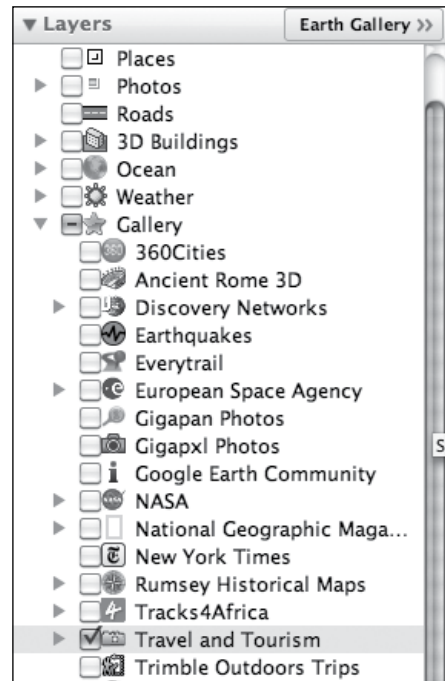 Layers
Earth Gallery >>
Places
Photos
Roads
3D Buildings
Ocean
Weather
Gallery
360 360Cities
Ancient Rome 3D
Discovery Networks
Earthquakes
Everytrail
European Space Agency
Gigapan Photos
Gigapxl Photos
S
Google Earth Community
NASA
National Geographic Maga...
New York Times
Rumsey Historical Maps
Tracks4Africa
Travel and Tourism
Trimble Outdoors Trips